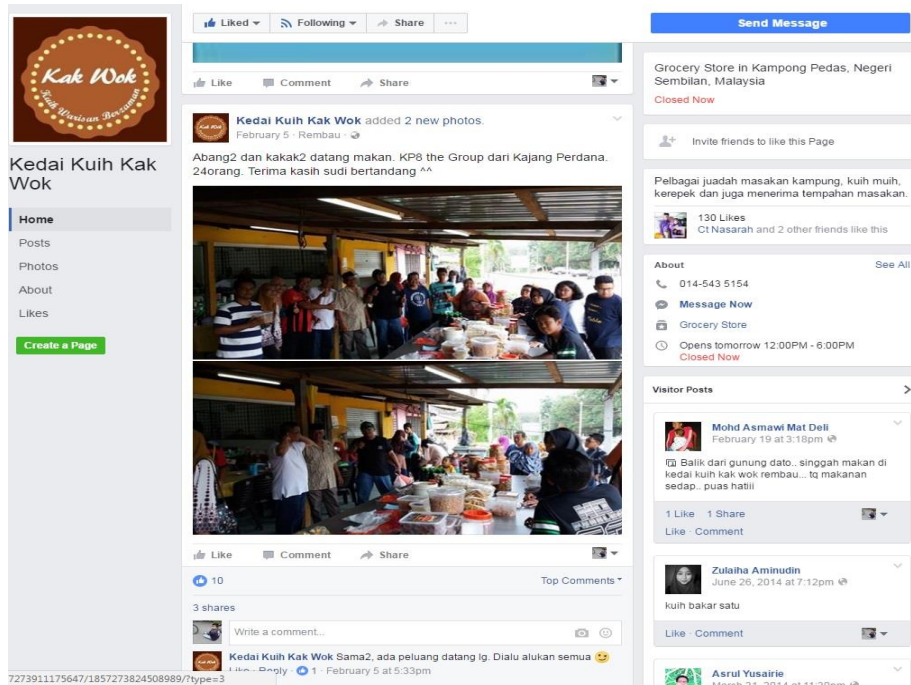 Kak Wok
Kuih Warisan Berzaman
Kedai Kuih Kak
Wok
Home
Posts
Photos
About
Likes
Create a Page
Liked
Following
Share
Like
Comment
Share
Kedai Kuih Kak Wok added 2 new photos.
February 5 · Rembau ·
Abang2 dan kakak2 datang makan. KP8 the Group dari Kajang Perdana.
24orang. Terima kasih sudi bertandang ^^
Like
Comment
Share
10
Top Comments
3 shares
Write a comment...
Kedai Kuih Kak Wok Sama2, ada peluang datang lg. Dialu alukan semua
Like · Reply · 1 · February 5 at 5:33pm
7273911175647/1857273824508989/?type=3
Send Message
Grocery Store in Kampong Pedas, Negeri
Sembilan, Malaysia
Closed Now
Invite friends to like this Page
Pelbagai juadah masakan kampung, kuih muih,
kerepek dan juga menerima tempahan masakan.
130 Likes
Ct Nasarah and 2 other friends like this
About
See All
014-543 5154
Message Now
Grocery Store
Opens tomorrow 12:00PM - 6:00PM
Closed Now
Visitor Posts
Mohd Asmawi Mat Deli
February 19 at 3:18pm
Balik dari gunung dato.. singgah makan di
kedai kuih kak wok rembau... tq makanan
sedap.. puas hatiii
1 Like 1 Share
Like · Comment
Zulaiha Aminudin
June 26, 2014 at 7:12pm
kuih bakar satu
Like · Comment
Asrul Yusairie